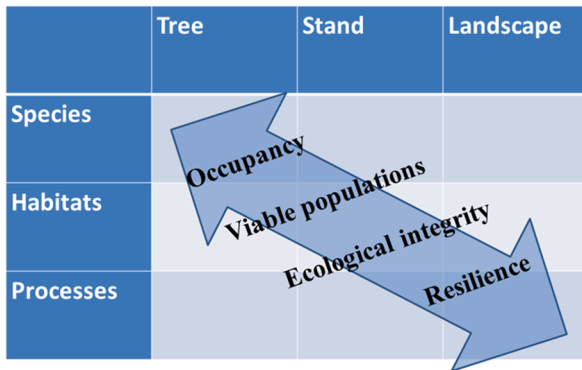 Tree Stand Landscape
Species
Occupancy
Habitats
Viable populations
Ecological integrity
Processes
Resilience